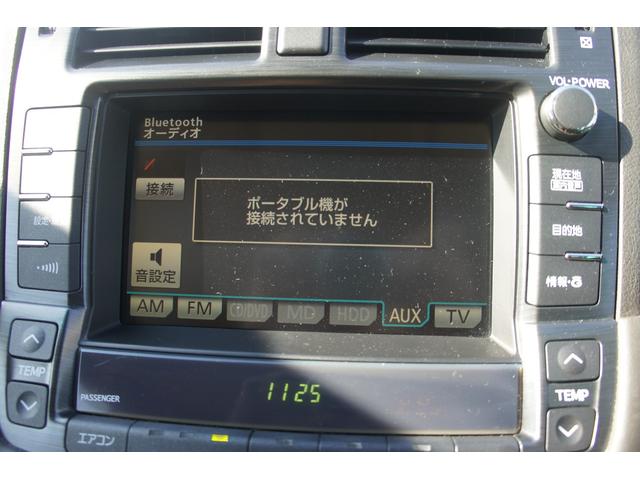 VOL·POWER
Bluetooth
オーディオ
接続
ポータブル機が
接続されていません
音設定
AM FM DVD MD HDD AUX TV
現在地
目的地
情報・
TEMP
TEMP
PASSENGER
1125
エアコン